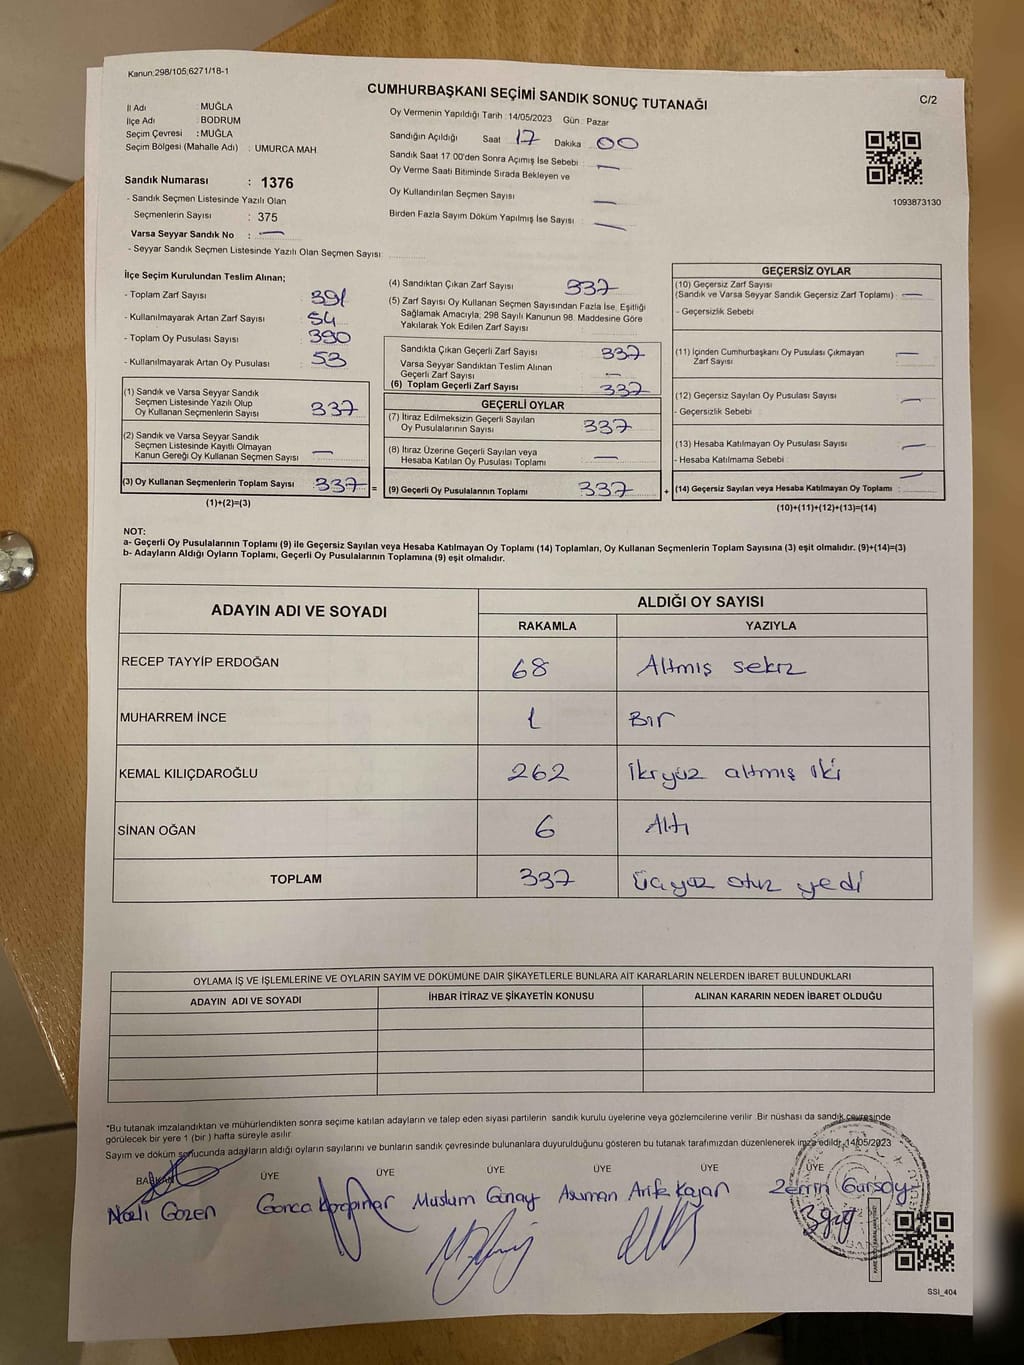 Kanun;298/105;6271/18-1
CUMHURBAŞKANI SEÇİMİ SANDIK SONUÇ TUTANAĞI
C/2
İl Adı : MUĞLA
İlçe Adı : BODRUM
Seçim Çevresi : MUĞLA
Seçim Bölgesi (Mahalle Adı) : UMURCA MAH
Sandık Numarası : 1376
- Sandık Seçmen Listesinde Yazılı Olan
Seçmenlerin Sayısı : 375
Varsa Seyyar Sandık No : —
- Seyyar Sandık Seçmen Listesinde Yazılı Olan Seçmen Sayısı
Oy Vermenin Yapıldığı Tarih : 14/05/2023 Gün : Pazar
Sandığın Açıldığı Saat 17 Dakika 00
Sandık Saat 17 00'den Sonra Açımış İse Sebebi : —
Oy Verme Saati Bitiminde Sırada Bekleyen ve
Oy Kullandırılan Seçmen Sayısı —
Birden Fazla Sayım Döküm Yapılmış İse Sayısı : —
1093873130
İlçe Seçim Kurulundan Teslim Alınan;
- Toplam Zarf Sayısı : 391
- Kullanılmayarak Artan Zarf Sayısı : 54
- Toplam Oy Pusulası Sayısı : 390
- Kullanılmayarak Artan Oy Pusulası : 53
(1) Sandık ve Varsa Seyyar Sandık
Seçmen Listesinde Yazılı Olup
Oy Kullanan Seçmenlerin Sayısı 337
(2) Sandık ve Varsa Seyyar Sandık
Seçmen Listesinde Kayıtlı Olmayan
Kanun Gereği Oy Kullanan Seçmen Sayısı —
(3) Oy Kullanan Seçmenlerin Toplam Sayısı 337 =
(1)+(2)=(3)
(4) Sandıktan Çıkan Zarf Sayısı 337
(5) Zarf Sayısı Oy Kullanan Seçmen Sayısından Fazla İse, Eşitliği
Sağlamak Amacıyla, 298 Sayılı Kanunun 98. Maddesine Göre
Yakılarak Yok Edilen Zarf Sayısı
Sandıkta Çıkan Geçerli Zarf Sayısı 337
Varsa Seyyar Sandıktan Teslim Alınan
Geçerli Zarf Sayısı —
(6) Toplam Geçerli Zarf Sayısı 337
GEÇERLİ OYLAR
(7) İtiraz Edilmeksizin Geçerli Sayılan
Oy Pusulalarının Sayısı 337
(8) İtiraz Üzerine Geçerli Sayılan veya
Hesaba Katılan Oy Pusulası Toplamı —
(9) Geçerli Oy Pusulalarının Toplamı 337 +
GEÇERSİZ OYLAR
(10) Geçersiz Zarf Sayısı
(Sandık ve Varsa Seyyar Sandık Geçersiz Zarf Toplamı) —
- Geçersizlik Sebebi
(11) İçinden Cumhurbaşkanı Oy Pusulası Çıkmayan
Zarf Sayısı —
(12) Geçersiz Sayılan Oy Pusulası Sayısı —
- Geçersizlik Sebebi
(13) Hesaba Katılmayan Oy Pusulası Sayısı —
- Hesaba Katılmama Sebebi
(14) Geçersiz Sayılan veya Hesaba Katılmayan Oy Toplamı —
(10)+(11)+(12)+(13)=(14)
NOT:
a- Geçerli Oy Pusulalarının Toplamı (9) ile Geçersiz Sayılan veya Hesaba Katılmayan Oy Toplamı (14) Toplamları, Oy Kullanan Seçmenlerin Toplam Sayısına (3) eşit olmalıdır. (9)+(14)=(3)
b- Adayların Aldığı Oyların Toplamı, Geçerli Oy Pusulalarının Toplamına (9) eşit olmalıdır.
ADAYIN ADI VE SOYADI
ALDIĞI OY SAYISI
RAKAMLA YAZIYLA
RECEP TAYYİP ERDOĞAN 68 Altmış sekiz
MUHARREM İNCE 1 Bir
KEMAL KILIÇDAROĞLU 262 ikiyüz altmış iki
SİNAN OĞAN 6 Altı
TOPLAM 337 üçyüz otuz yedi
OYLAMA İŞ VE İŞLEMLERİNE VE OYLARIN SAYIM VE DÖKÜMÜNE DAİR ŞİKAYETLERLE BUNLARA AİT KARARLARIN NELERDEN İBARET BULUNDUKLARI
ADAYIN ADI VE SOYADI İHBAR İTİRAZ VE ŞİKAYETİN KONUSU ALINAN KARARIN NEDEN İBARET OLDUĞU
*Bu tutanak imzalandıktan ve mühürlendikten sonra seçime katılan adayların ve talep eden siyasi partilerin sandık kurulu üyelerine veya gözlemcilerine verilir .Bir nüshası da sandık çevresinde
görülecek bir yere 1 (bir ) hafta süreyle asılır.
Sayım ve döküm sonucunda adayların aldığı oyların sayılarını ve bunların sandık çevresinde bulunanlara duyurulduğunu gösteren bu tutanak tarafımızdan düzenlenerek imza edildi. 14/05/2023
BAŞKAN ÜYE ÜYE ÜYE ÜYE ÜYE ÜYE
Nazlı Gözen Gonca Müslüm Günay Asuman Arife Kayan Zerrin Gürsoy
SSI_404